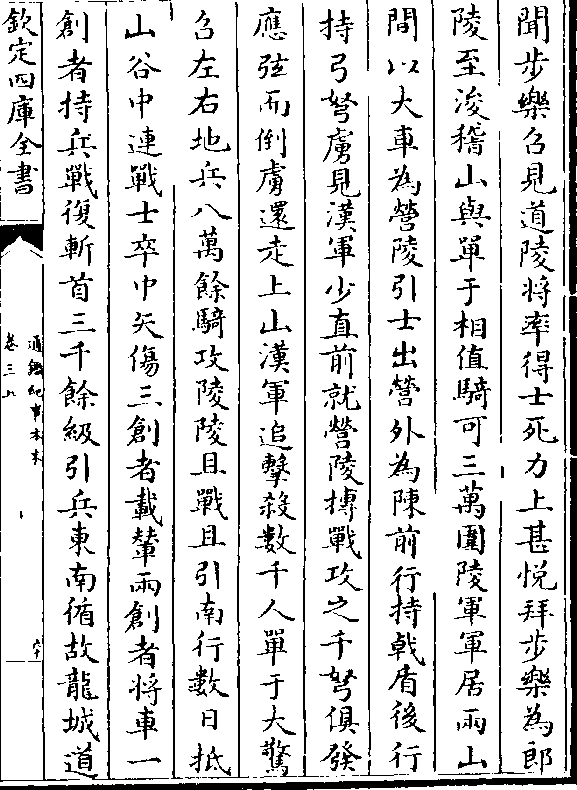 聞步樂召見道陵将率得士死力上甚悦拜步樂為郎
陵至浚稽山與單于相值騎可三萬圍陵軍軍居兩山
間以大車為營陵引士出營外為陳前行持戟盾後行
持弓弩虜見漢軍少直前就營陵摶戰攻之千弩俱發
應弦而倒虜還走上山漢軍追擊殺數千人單于大驚
召左右地兵八萬餘騎攻陵陵且戰且引南行數日抵
山谷中連戰士卒中矢傷三創者載輦兩創者將車一
創者持兵戰復斬首三千餘級引兵東南循故龍城道
欽定四庫全書
通鑑紀事本末
卷三上